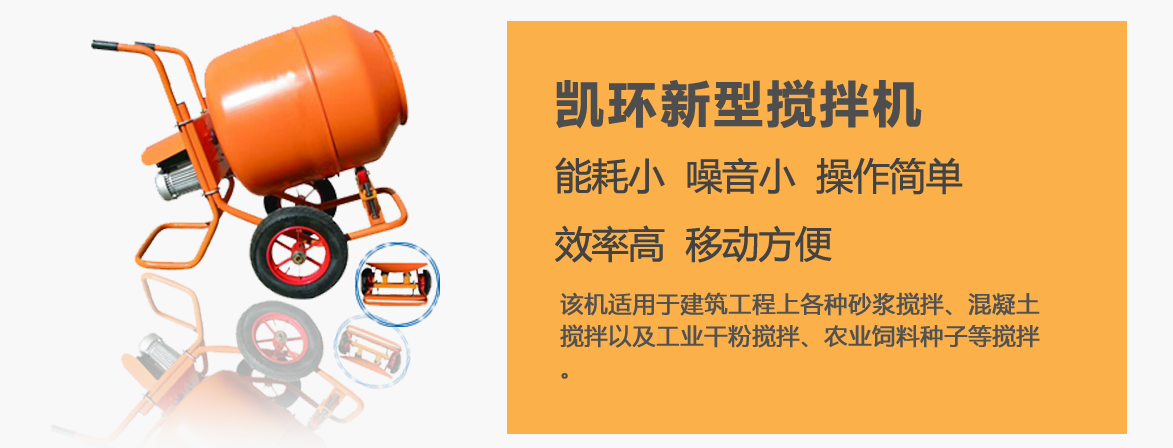 凯环新型搅拌机
能耗小 噪音小 操作简单
效率高 移动方便
该机适用于建筑工程上各种砂浆搅拌、混凝土
搅拌以及工业干粉搅拌、农业饲料种子等搅拌
。